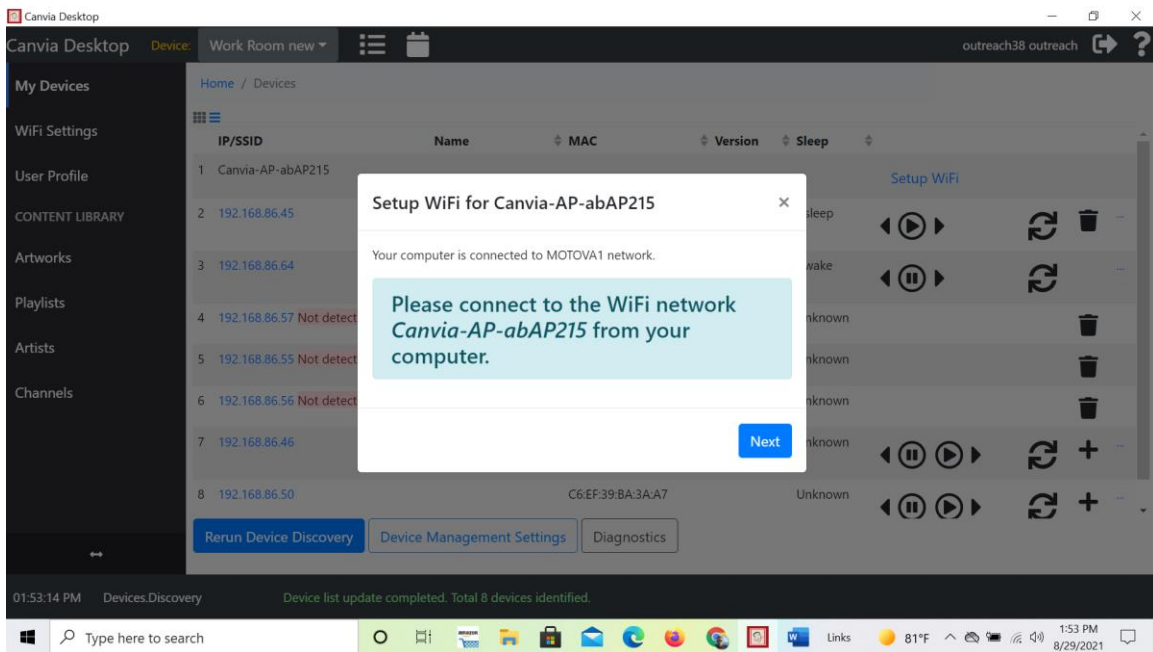 Canvia Desktop
Canvia Desktop Device: Work Room new outreach38 outreach ?
My Devices
WiFi Settings
User Profile
CONTENT LIBRARY
Artworks
Playlists
Artists
Channels
Home / Devices
IP/SSID Name MAC Version Sleep
1 Canvia-AP-abAP215 Setup WiFi
2 192.168.86.45 sleep
3 192.168.86.64 wake
4 192.168.86.57 Not detect nknown
5 192.168.86.55 Not detect nknown
6 192.168.86.56 Not detect nknown
7 192.168.86.46 nknown
8 192.168.86.50 C6:EF:39:BA:3A:A7 Unknown
Setup WiFi for Canvia-AP-abAP215 ×
Your computer is connected to MOTOVA1 network.
Please connect to the WiFi network
Canvia-AP-abAP215 from your
computer.
Next
Rerun Device Discovery Device Management Settings Diagnostics
01:53:14 PM Devices.Discovery Device list update completed. Total 8 devices identified.
Type here to search Links 81°F 1:53 PM
8/29/2021